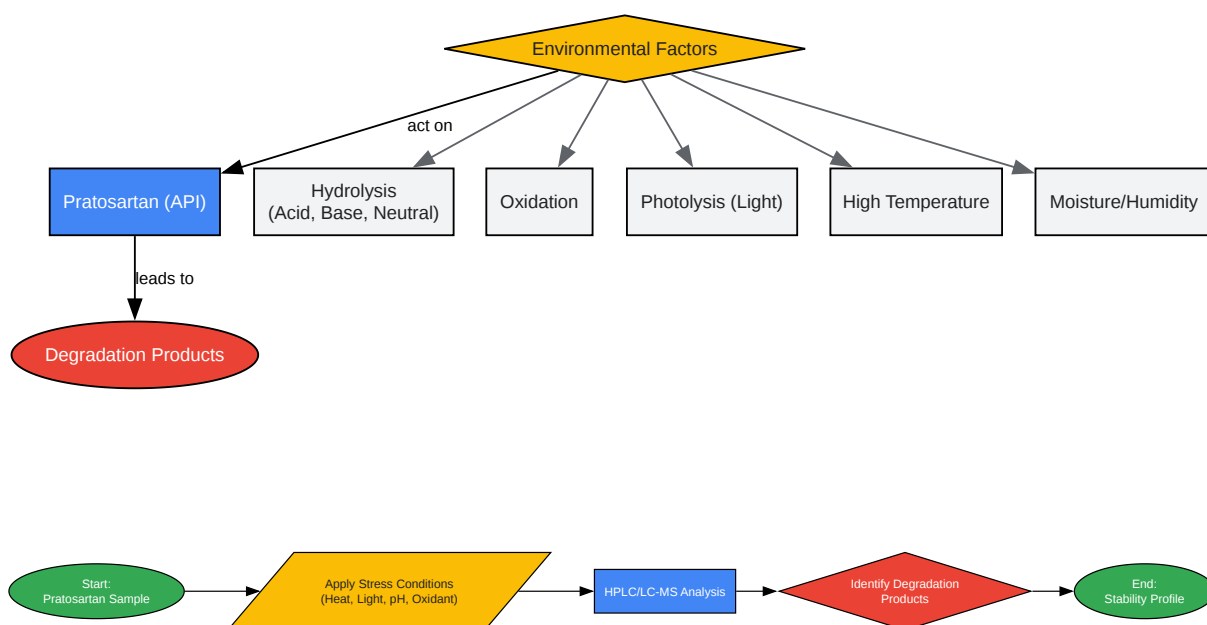 Environmental Factors
act on
Pratosartan (API)
Hydrolysis
(Acid, Base, Neutral)
Oxidation
Photolysis (Light)
High Temperature
Moisture/Humidity
leads to
Degradation Products
Start:
Pratosartan Sample
Apply Stress Conditions
(Heat, Light, pH, Oxidant)
HPLC/LC-MS Analysis
Identify Degradation
Products
End:
Stability Profile